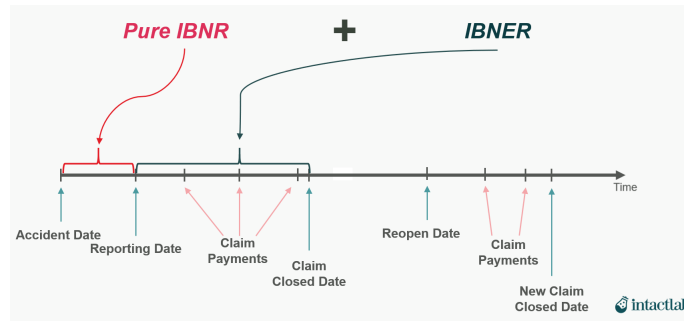 Pure IBNR + IBNER
Time
Accident Date
Reporting Date
Claim
Payments
Claim
Closed Date
Reopen Date
Claim
Payments
New Claim
Closed Date
intactlab